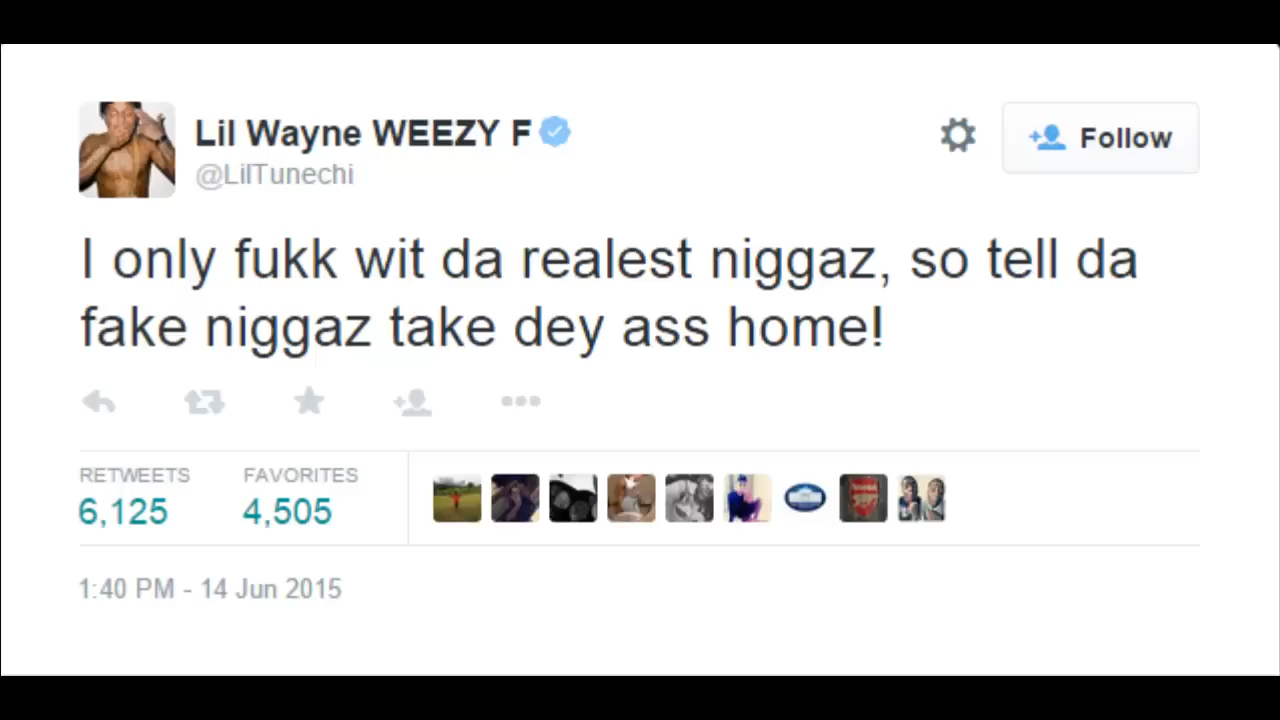 Lil Wayne WEEZY F
@LilTunechi
Follow
I only fukk wit da realest niggaz, so tell da
fake niggaz take dey ass home!
RETWEETS FAVORITES
6,125 4,505
1:40 PM - 14 Jun 2015